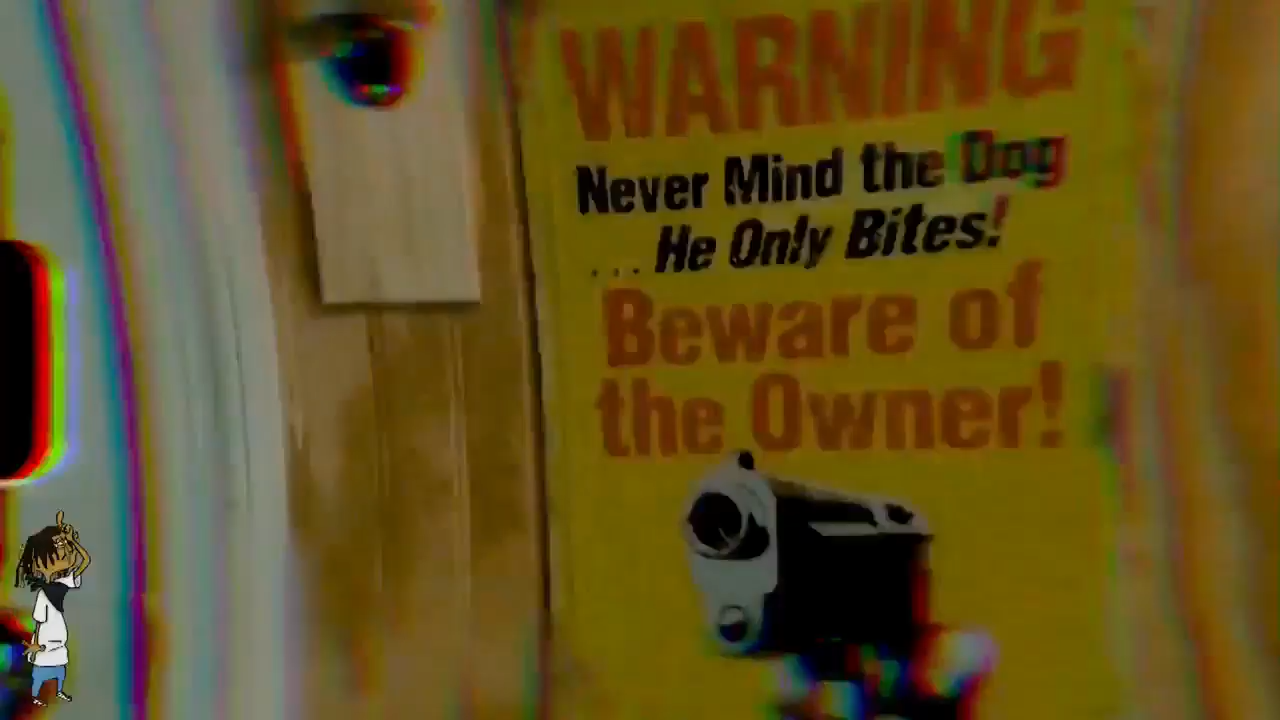 WARNING
Never Mind the Dog
... He Only Bites!
Beware of
the Owner!